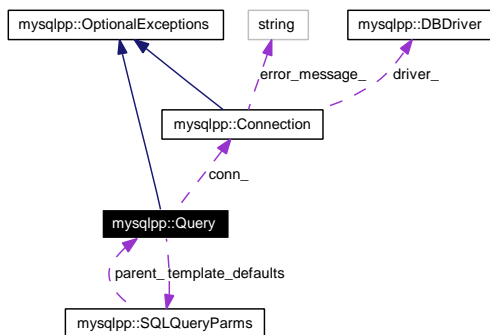 mysqlpp::OptionalExceptions
string
mysqlpp::DBDriver
error_message_
driver_
mysqlpp::Connection
conn_
mysqlpp::Query
parent_
template_defaults
mysqlpp::SQLQueryParms